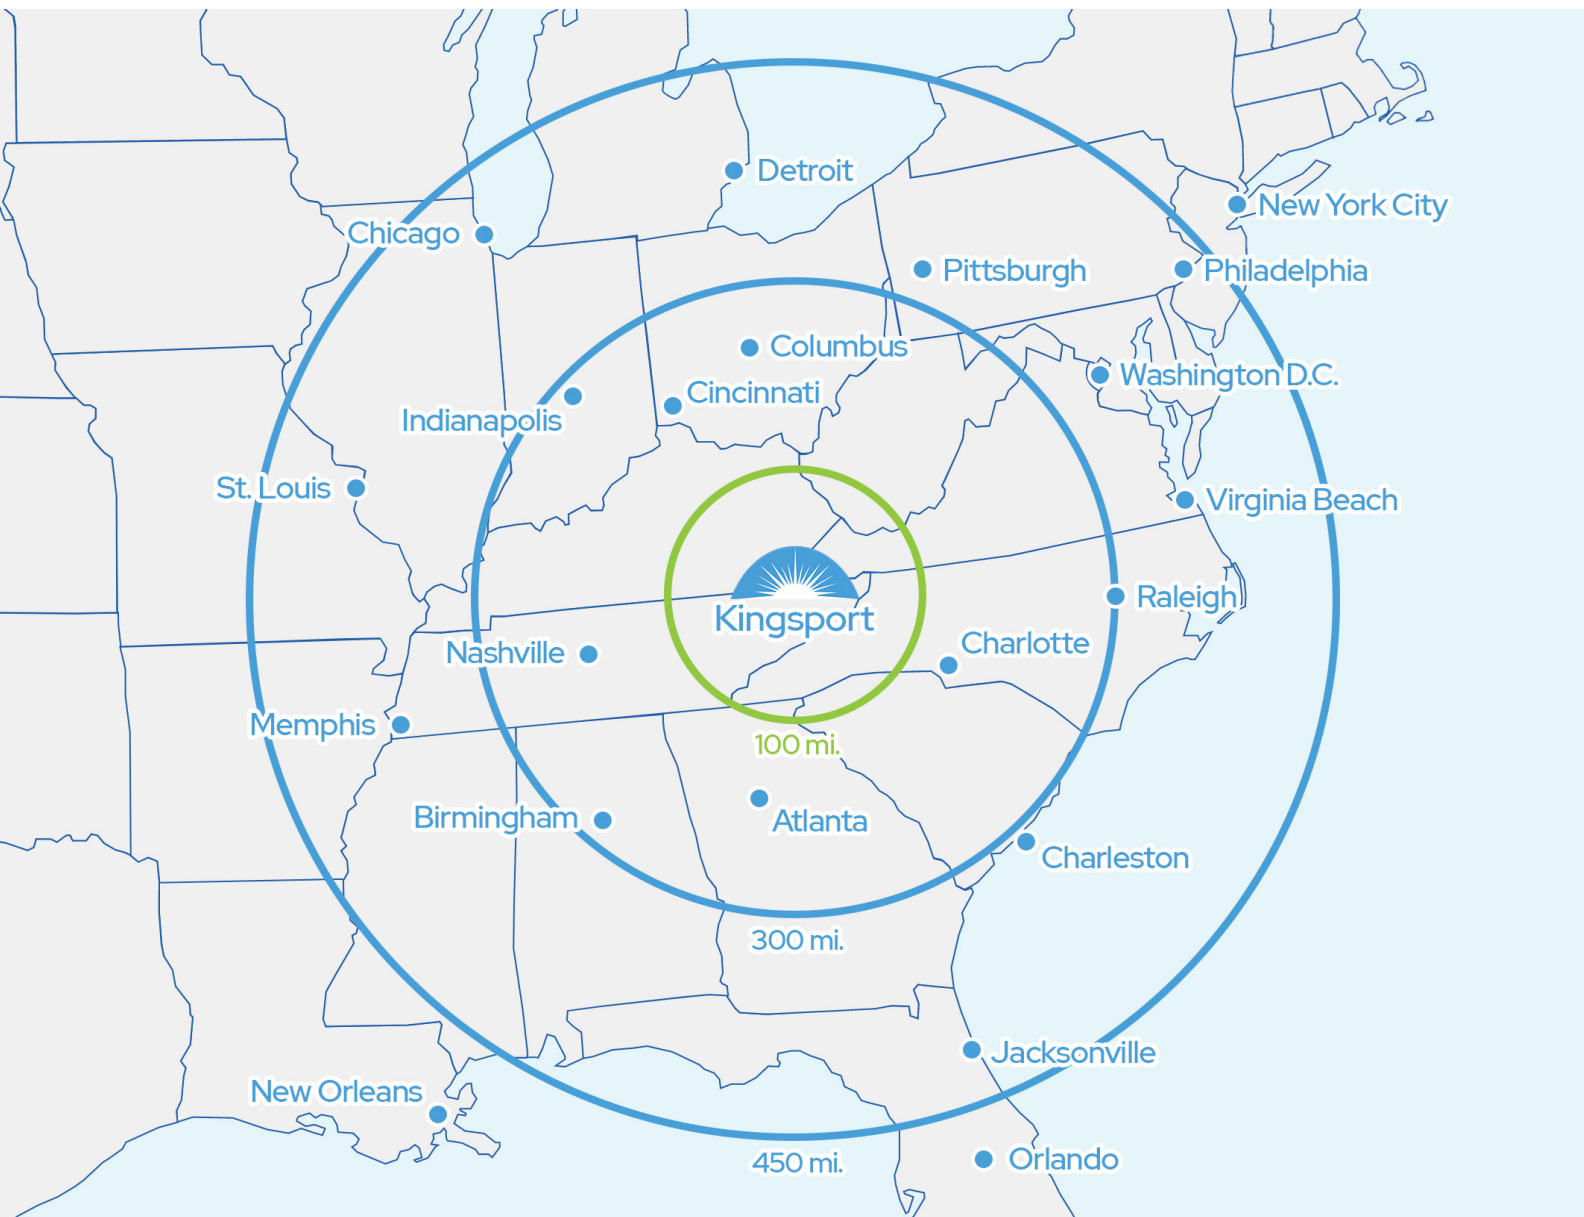 Detroit
New York City
Chicago
Pittsburgh
Philadelphia
Columbus
Washington D.C.
Cincinnati
Indianapolis
St. Louis
Virginia Beach
Raleigh
Kingsport
Charlotte
Nashville
Memphis
100 mi.
Birmingham
Atlanta
Charleston
300 mi.
Jacksonville
New Orleans
Orlando
450 mi.